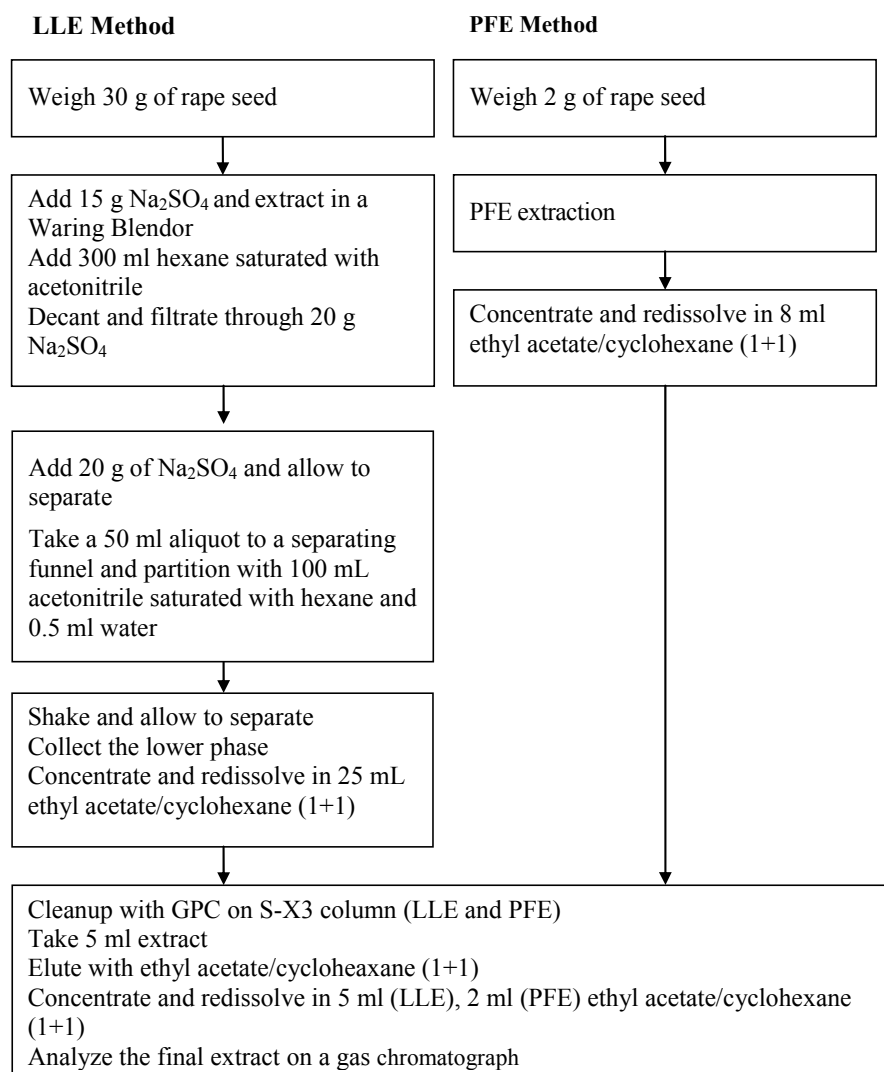 LLE Method
Weigh 30 g of rape seed
Add 15 g Na₂SO₄ and extract in a
Waring Blendor
Add 300 ml hexane saturated with
acetonitrile
Decant and filtrate through 20 g
Na₂SO₄
Add 20 g of Na₂SO₄ and allow to
separate
Take a 50 ml aliquot to a separating
funnel and partition with 100 mL
acetonitrile saturated with hexane and
0.5 ml water
Shake and allow to separate
Collect the lower phase
Concentrate and redissolve in 25 mL
ethyl acetate/cyclohexane (1+1)
PFE Method
Weigh 2 g of rape seed
PFE extraction
Concentrate and redissolve in 8 ml
ethyl acetate/cyclohexane (1+1)
Cleanup with GPC on S-X3 column (LLE and PFE)
Take 5 ml extract
Elute with ethyl acetate/cycloheaxane (1+1)
Concentrate and redissolve in 5 ml (LLE), 2 ml (PFE) ethyl acetate/cyclohexane
(1+1)
Analyze the final extract on a gas chromatograph